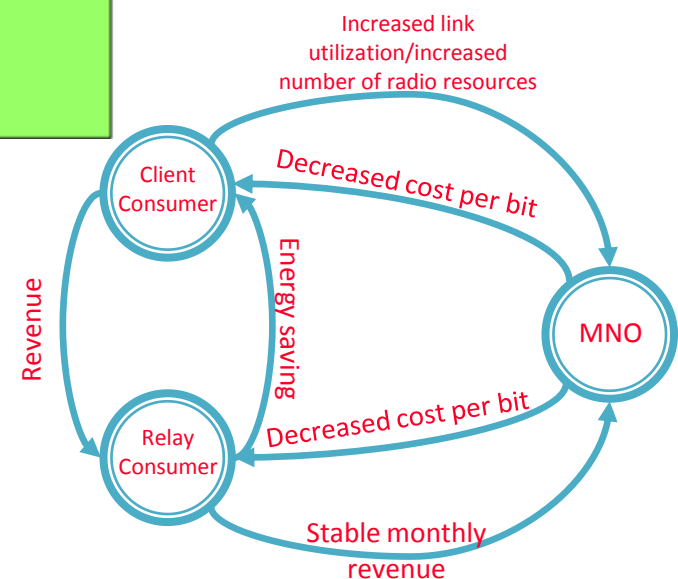 Increased link
utilization/increased
number of radio resources
Client
Consumer
Decreased cost per bit
Energy saving
Revenue
MNO
Decreased cost per bit
Relay
Consumer
Stable monthly
revenue